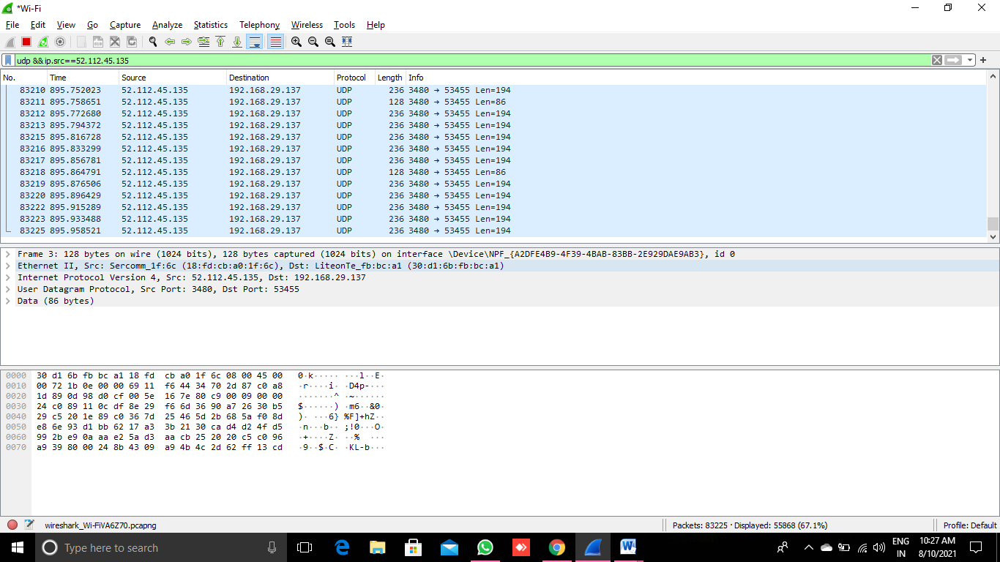 *Wi-Fi
File Edit View Go Capture Analyze Statistics Telephony Wireless Tools Help
udp && ip.src==52.112.45.135
No. Time Source Destination Protocol Length Info
83210 895.752023 52.112.45.135 192.168.29.137 UDP 236 3480 → 53455 Len=194
83211 895.758651 52.112.45.135 192.168.29.137 UDP 128 3480 → 53455 Len=86
83212 895.772680 52.112.45.135 192.168.29.137 UDP 236 3480 → 53455 Len=194
83213 895.794372 52.112.45.135 192.168.29.137 UDP 236 3480 → 53455 Len=194
83215 895.816728 52.112.45.135 192.168.29.137 UDP 236 3480 → 53455 Len=194
83216 895.833299 52.112.45.135 192.168.29.137 UDP 236 3480 → 53455 Len=194
83217 895.856781 52.112.45.135 192.168.29.137 UDP 236 3480 → 53455 Len=194
83218 895.864791 52.112.45.135 192.168.29.137 UDP 128 3480 → 53455 Len=86
83219 895.876506 52.112.45.135 192.168.29.137 UDP 236 3480 → 53455 Len=194
83220 895.896429 52.112.45.135 192.168.29.137 UDP 236 3480 → 53455 Len=194
83222 895.915289 52.112.45.135 192.168.29.137 UDP 236 3480 → 53455 Len=194
83223 895.933488 52.112.45.135 192.168.29.137 UDP 236 3480 → 53455 Len=194
83225 895.958521 52.112.45.135 192.168.29.137 UDP 236 3480 → 53455 Len=194
Frame 3: 128 bytes on wire (1024 bits), 128 bytes captured (1024 bits) on interface \Device\NPF_{A2DFE4B9-4F39-4BAB-83BB-2E929DAE9AB3}, id 0
Ethernet II, Src: Sercomm_1f:6c (18:fd:cb:a0:1f:6c), Dst: LiteonTe_fb:bc:a1 (30:d1:6b:fb:bc:a1)
Internet Protocol Version 4, Src: 52.112.45.135, Dst: 192.168.29.137
User Datagram Protocol, Src Port: 3480, Dst Port: 53455
Data (86 bytes)
0000 30 d1 6b fb bc a1 18 fd cb a0 1f 6c 08 00 45 00 0·k····· ···l··E·
0010 00 72 1b 0e 00 00 69 11 f6 44 34 70 2d 87 c0 a8 ·r····i· ·D4p-···
0020 1d 89 0d 98 d0 cf 00 5e 16 7e 80 c9 00 09 00 00 ·······^ ·~······
0030 24 c0 89 11 0c df 8e 29 f6 6d 36 90 a7 26 30 b5 $······) ·m6··&0·
0040 29 c5 20 1e 89 c0 36 7d 25 46 5d 2b 68 5a f0 8d )· ···6} %F]+hZ··
0050 e8 6e 93 d1 bb 62 17 a3 3b 21 30 ca d4 d2 4f d5 ·n···b·· ;!0···O·
0060 99 2b e9 0a aa e2 5a d3 aa cb 25 20 20 c5 c0 96 ·+····Z· ··%  ···
0070 a9 39 80 00 24 8b 43 09 a9 4b 4c 2d 62 ff 13 cd ·9··$·C· ·KL-b···
wireshark_Wi-FiVA6Z70.pcapng Packets: 83225 · Displayed: 55868 (67.1%) Profile: Default
Type here to search
W
ENG
IN
10:27 AM
8/10/2021